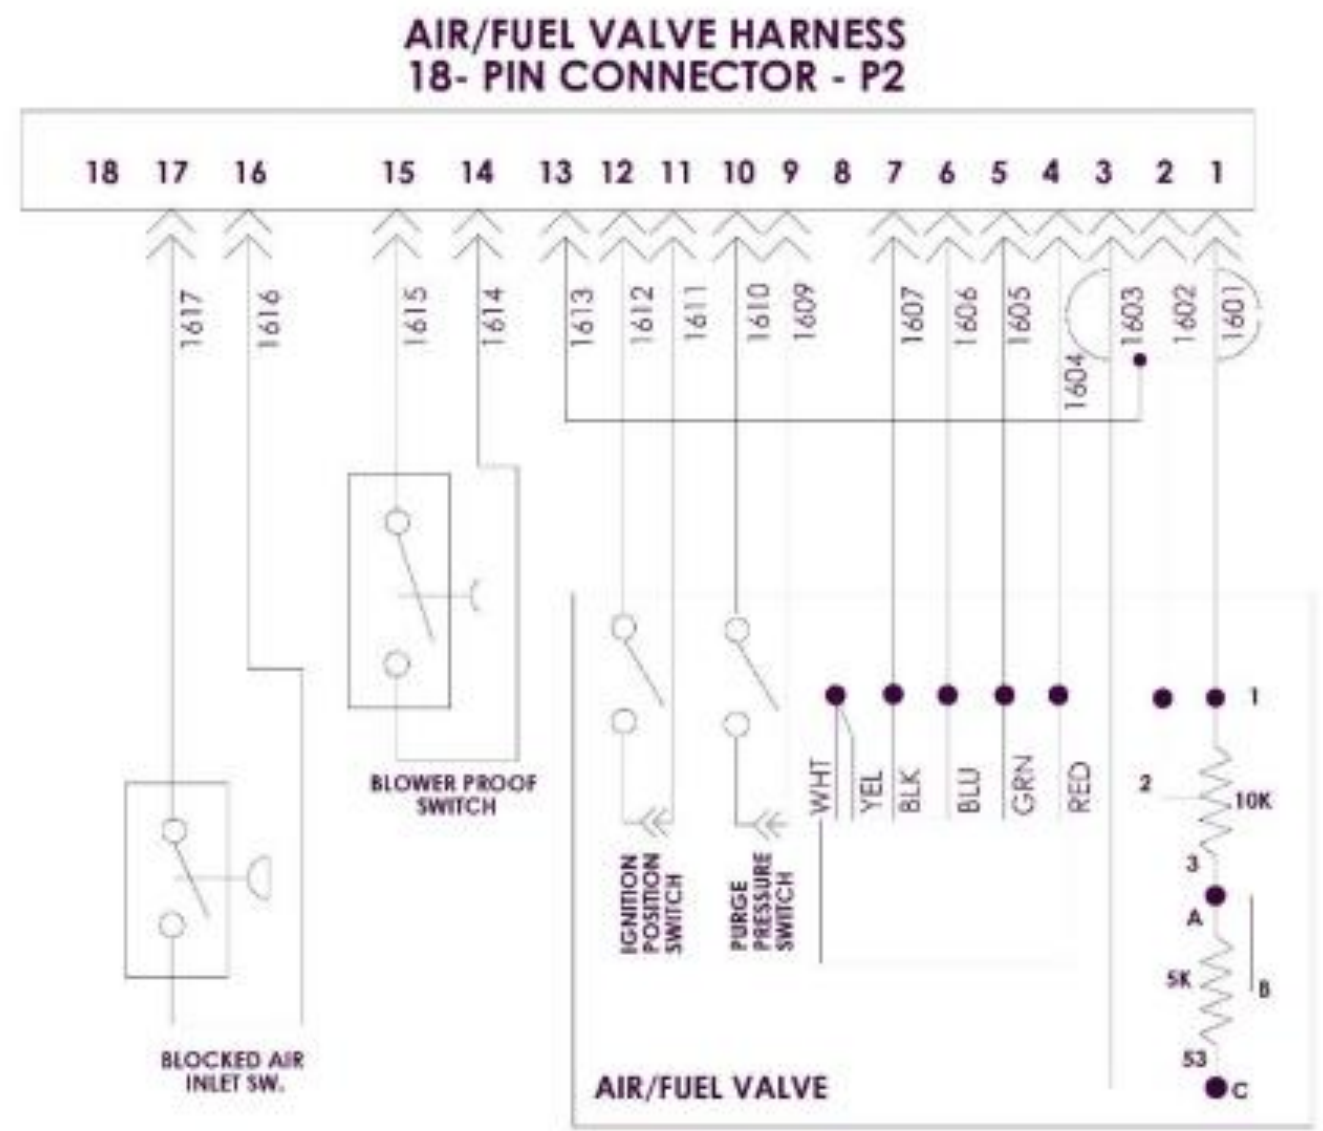 AIR/FUEL VALVE HARNESS
18- PIN CONNECTOR - P2
18 17 16 15 14 13 12 11 10 9 8 7 6 5 4 3 2 1
1617
1616
1615
1614
1613
1612
1611
1610
1609
1607
1606
1605
1604
1603
1602
1601
1
2
10K
3
A
5K
B
53
C
WHT
YEL
BLK
BLU
GRN
RED
BLOWER PROOF
SWITCH
IGNITION
POSITION
SWITCH
PURGE
PRESSURE
SWITCH
BLOCKED AIR
INLET SW.
AIR/FUEL VALVE